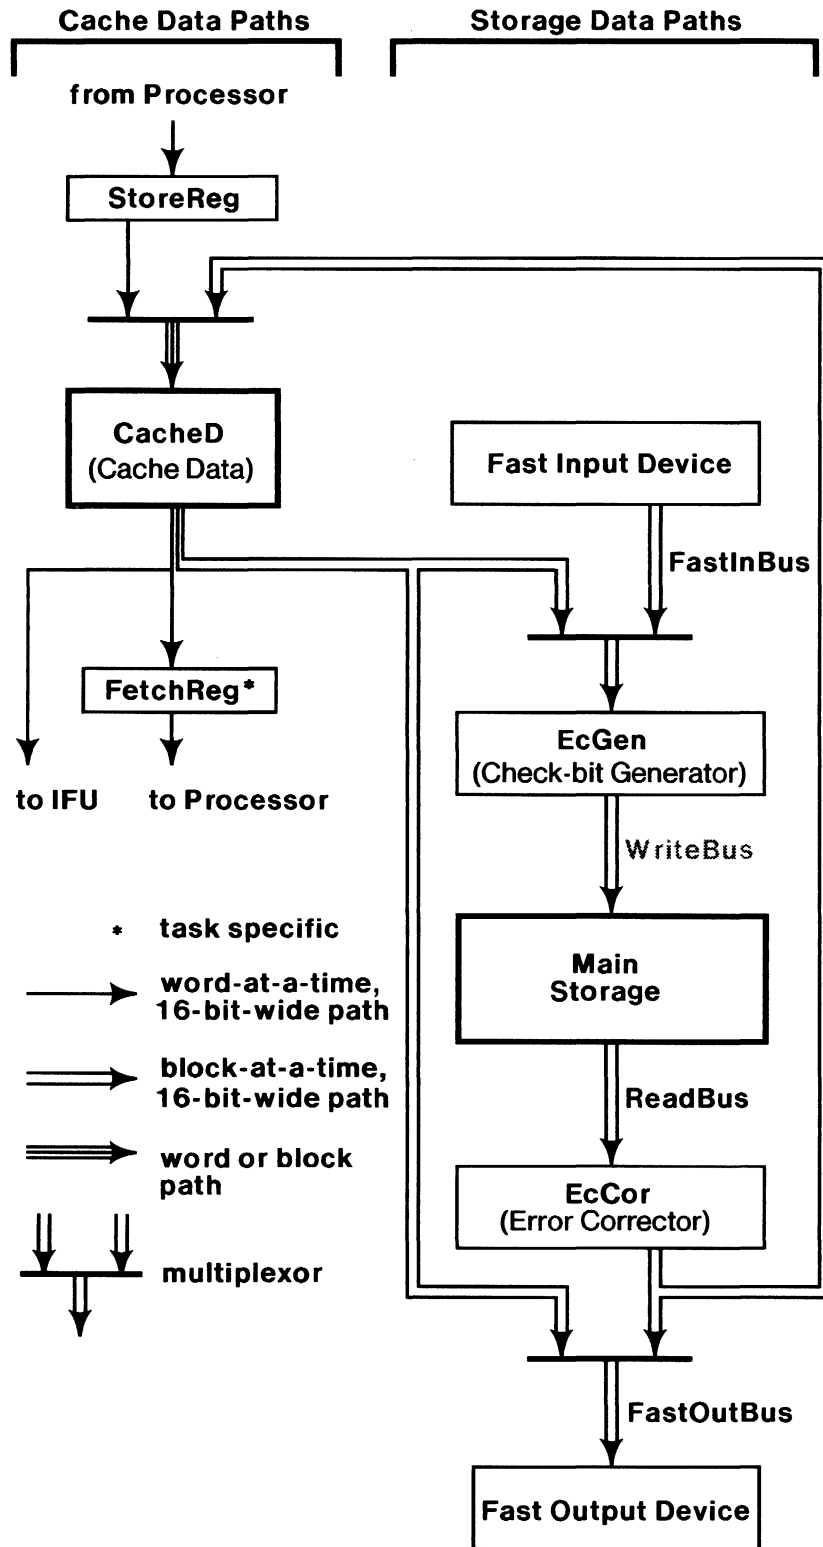 Cache Data Paths
Storage Data Paths
from Processor
StoreReg
CacheD
(Cache Data)
Fast Input Device
FastInBus
FetchReg*
EcGen
(Check-bit Generator)
to IFU
to Processor
WriteBus
* task specific
Main
Storage
word-at-a-time,
16-bit-wide path
block-at-a-time,
16-bit-wide path
ReadBus
word or block
path
EcCor
(Error Corrector)
multiplexor
FastOutBus
Fast Output Device